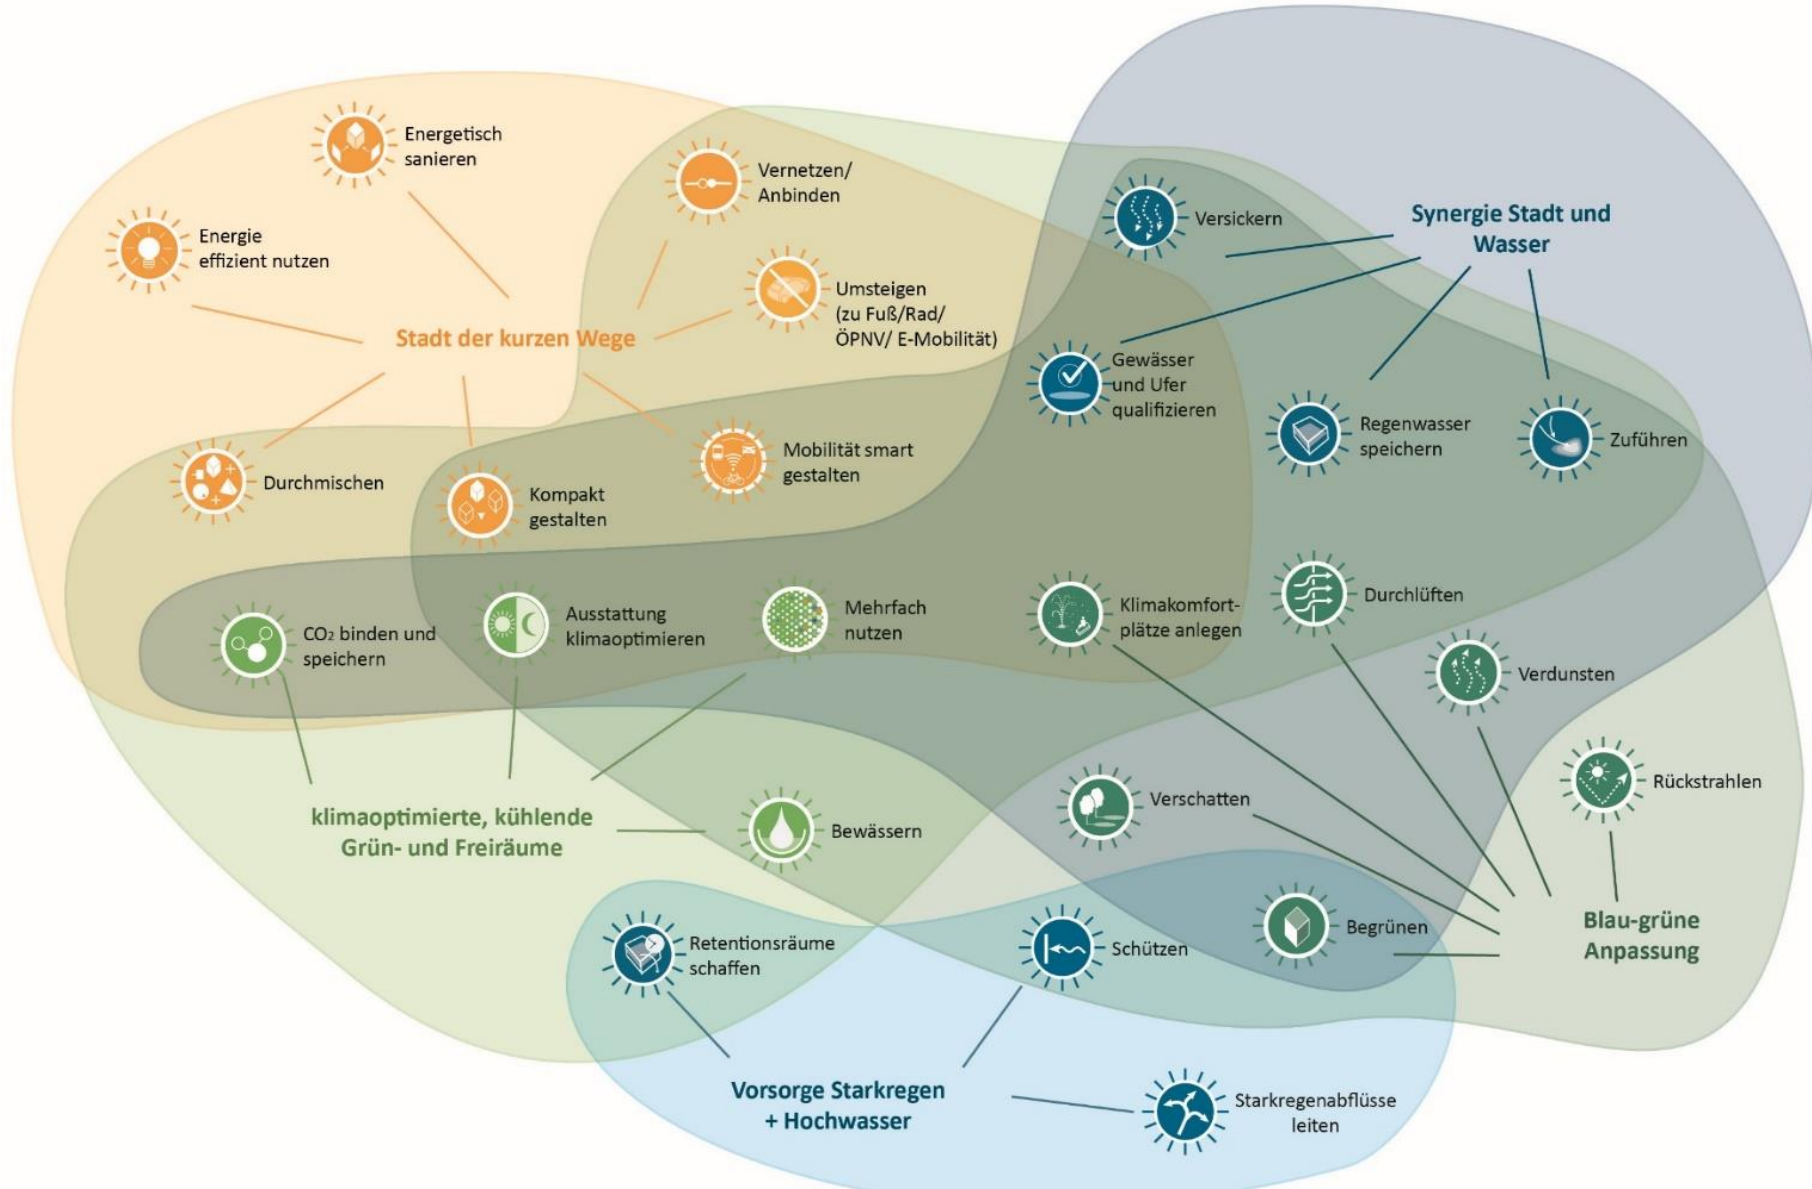 Energetisch
sanieren
Vernetzen/
Anbinden
Versickern
Synergie Stadt und
Wasser
Energie
effizient nutzen
Umsteigen
(zu Fuß/Rad/
ÖPNV/ E-Mobilität)
Stadt der kurzen Wege
Gewässer
und Ufer
qualifizieren
Regenwasser
speichern
Zuführen
Durchmischen
Kompakt
gestalten
Mobilität smart
gestalten
CO₂ binden und
speichern
Ausstattung
klimaoptimieren
Mehrfach
nutzen
Klimakomfort-
plätze anlegen
Durchlüften
Verdunsten
Rückstrahlen
klimaoptimierte, kühlende
Grün- und Freiräume
Bewässern
Verschatten
Retentionsräume
schaffen
Schützen
Begrünen
Blau-grüne
Anpassung
Vorsorge Starkregen
+ Hochwasser
Starkregenabflüsse
leiten